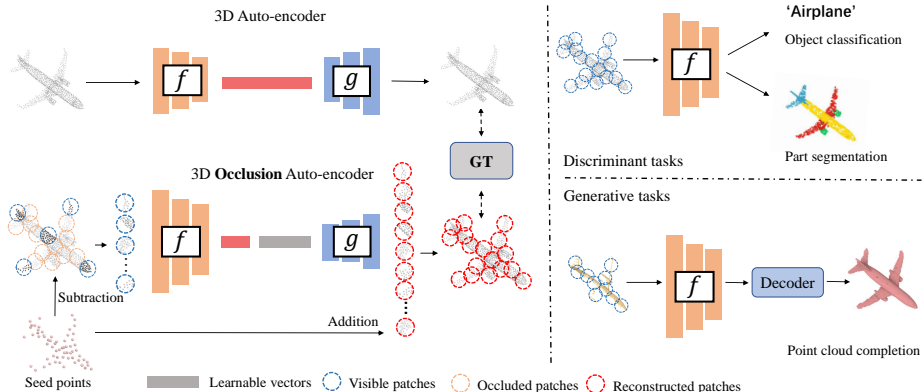 3D Auto-encoder
f
g
GT
3D Occlusion Auto-encoder
f
g
Subtraction
Addition
Seed points
'Airplane'
Object classification
f
Part segmentation
Discriminant tasks
Generative tasks
f
Decoder
Point cloud completion
Learnable vectors
Visible patches
Occluded patches
Reconstructed patches